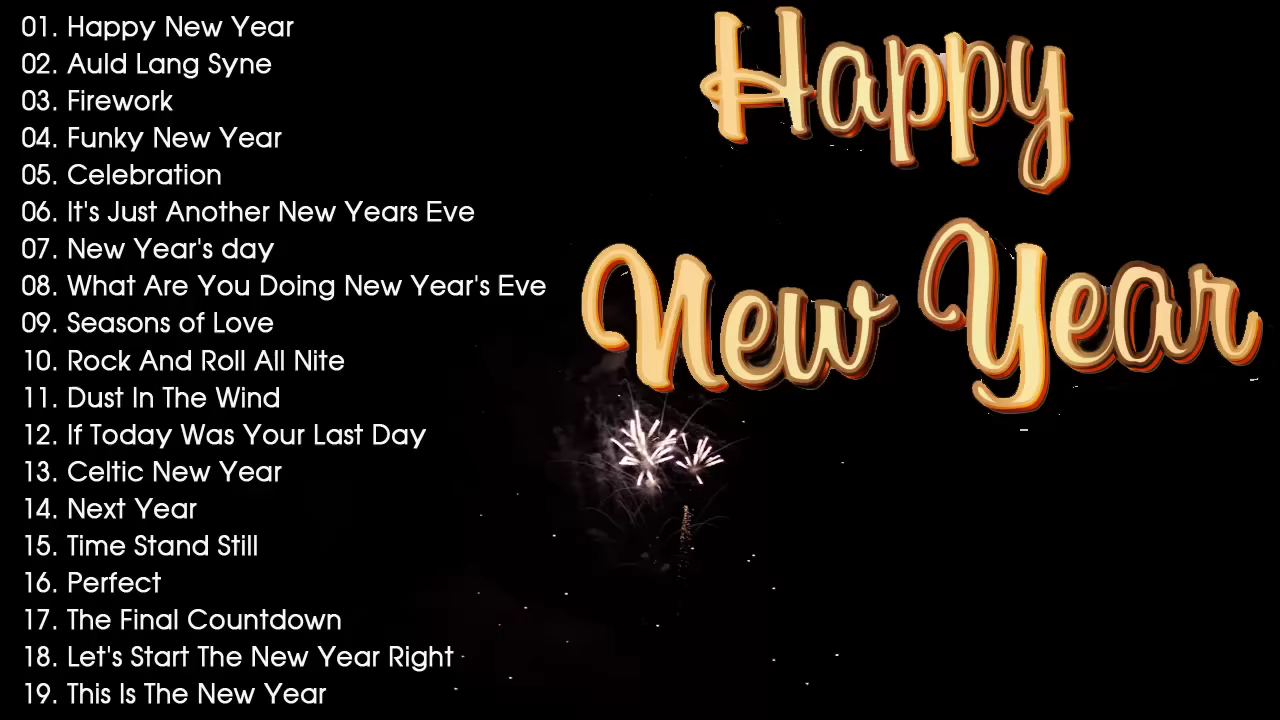 01. Happy New Year
02. Auld Lang Syne
03. Firework
04. Funky New Year
05. Celebration
06. It's Just Another New Years Eve
07. New Year's day
08. What Are You Doing New Year's Eve
09. Seasons of Love
10. Rock And Roll All Nite
11. Dust In The Wind
12. If Today Was Your Last Day
13. Celtic New Year
14. Next Year
15. Time Stand Still
16. Perfect
17. The Final Countdown
18. Let's Start The New Year Right
19. This Is The New Year
Happy
New Year